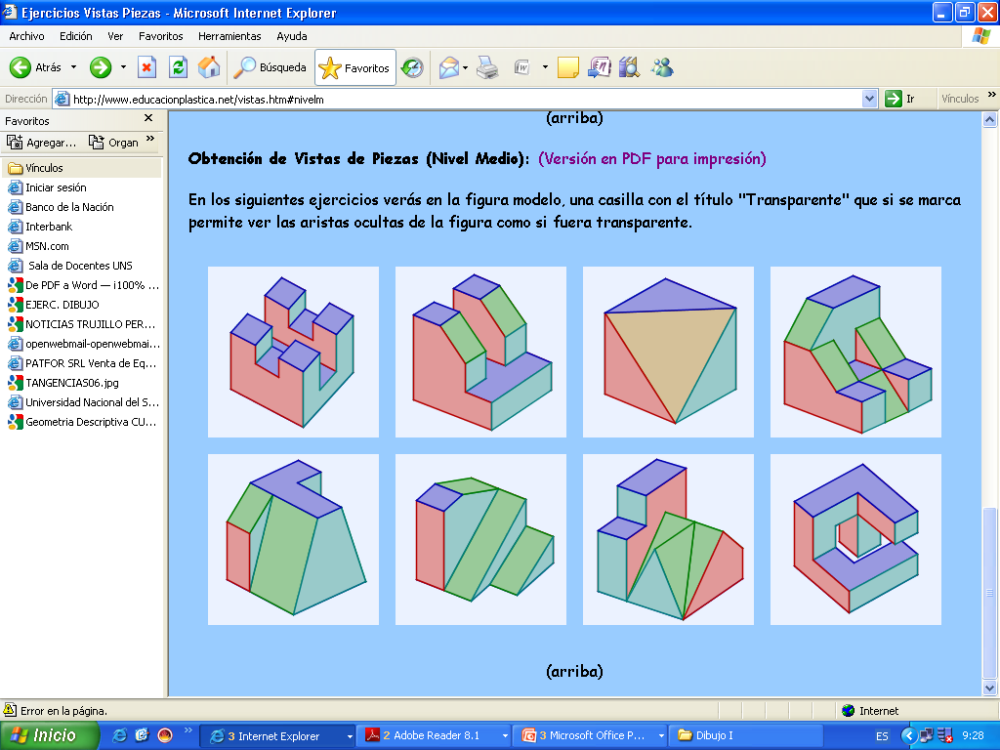 Ejercicios Vistas Piezas - Microsoft Internet Explorer
Archivo Edición Ver Favoritos Herramientas Ayuda
Atrás Búsqueda Favoritos
Dirección http://www.educacionplastica.net/vistas.htm#nivelm Ir Vínculos »
Favoritos
Agregar... Organ »
Vínculos
Iniciar sesión
Banco de la Nación
Interbank
MSN.com
Sala de Docentes UNS
De PDF a Word — i100% ...
EJERC. DIBUJO
NOTICIAS TRUJILLO PER...
openwebmail-openwebmai...
PATFOR SRL Venta de Eq...
TANGENCIAS06.jpg
Universidad Nacional del S...
Geometria Descriptiva CU...
(arriba)
Obtención de Vistas de Piezas (Nivel Medio): (Versión en PDF para impresión)
En los siguientes ejercicios verás en la figura modelo, una casilla con el título "Transparente" que si se marca
permite ver las aristas ocultas de la figura como si fuera transparente.
(arriba)
Error en la página. Internet
Inicio » 3 Internet Explorer 2 Adobe Reader 8.1 3 Microsoft Office P... Dibujo I ES 9:28